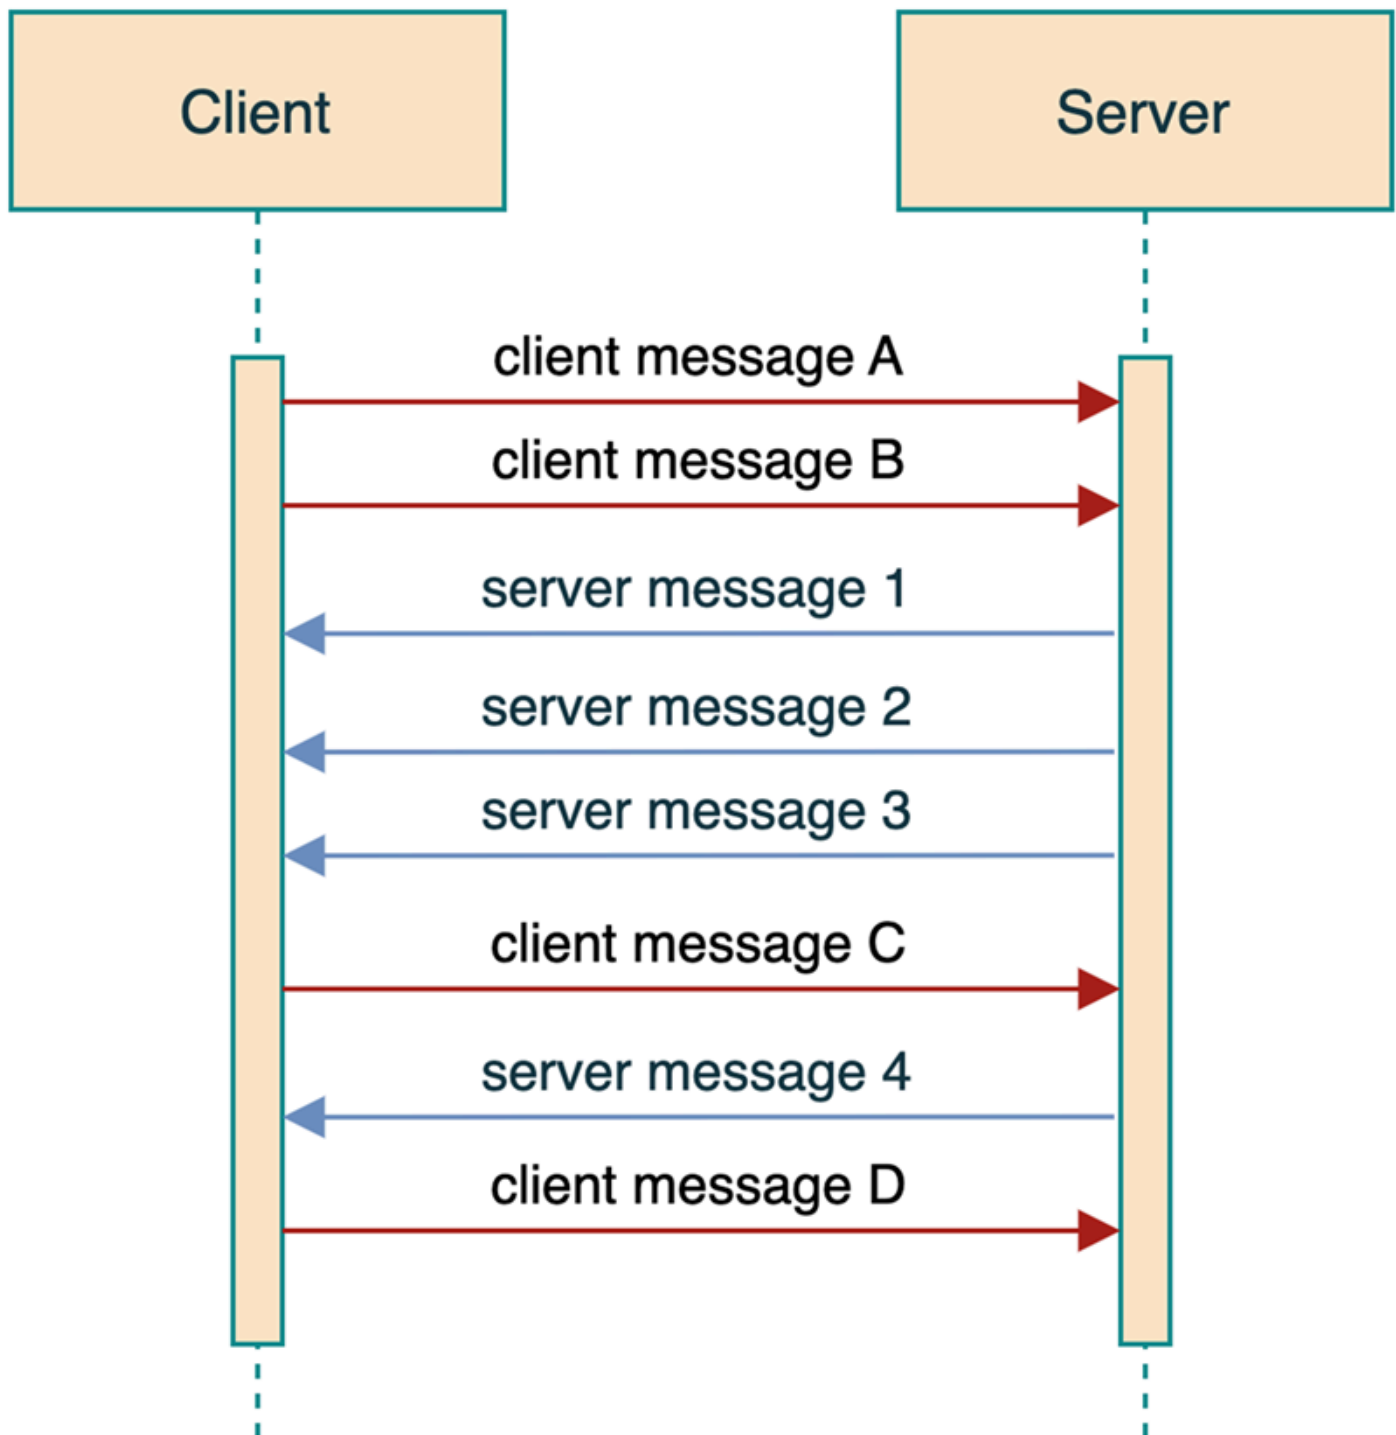 Client
Server
client message A
client message B
server message 1
server message 2
server message 3
client message C
server message 4
client message D